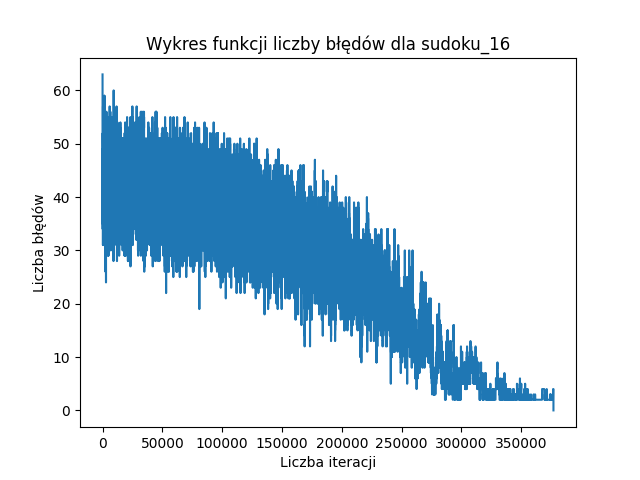 Wykres funkcji liczby błędów dla sudoku_16
60
50
40
30
20
10
0
Liczba błędów
0 50000 100000 150000 200000 250000 300000 350000
Liczba iteracji